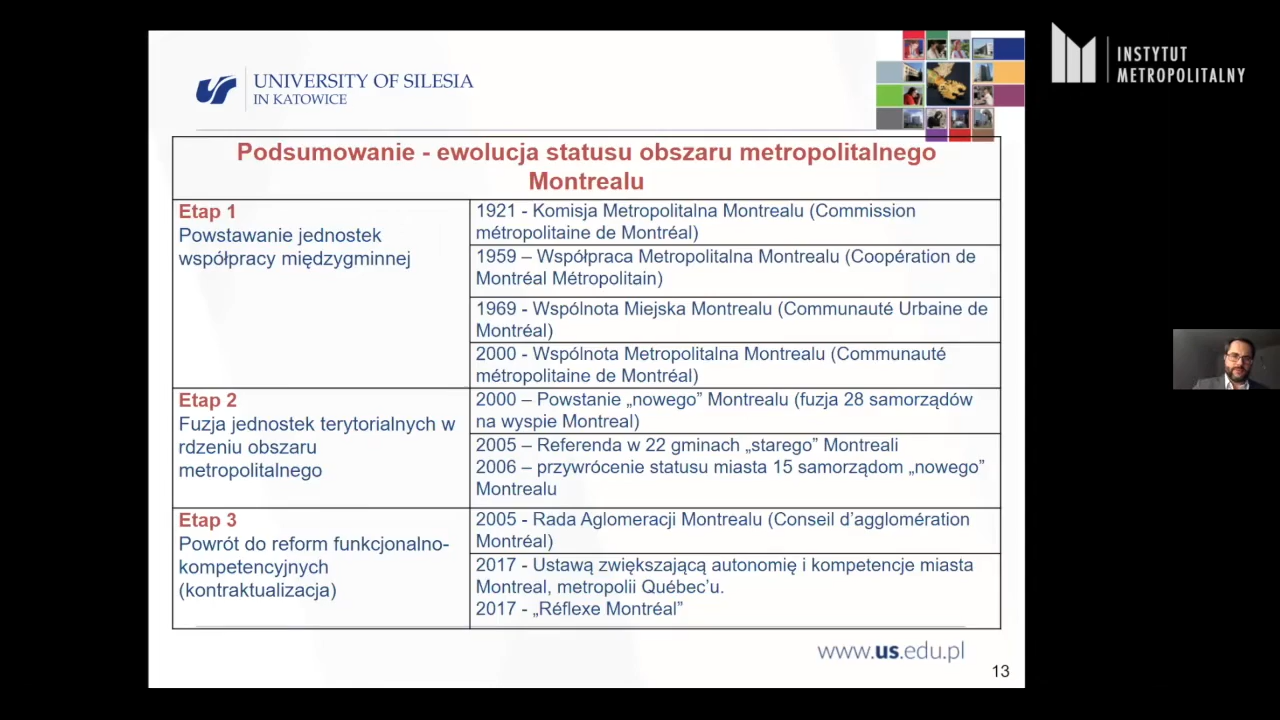 UNIVERSITY OF SILESIA
IN KATOWICE
INSTYTUT
METROPOLITALNY
Podsumowanie - ewolucja statusu obszaru metropolitalnego
Montrealu
Etap 1
Powstawanie jednostek
współpracy międzygminnej
1921 - Komisja Metropolitalna Montrealu (Commission
métropolitaine de Montréal)
1959 – Współpraca Metropolitalna Montrealu (Coopération de
Montréal Métropolitain)
1969 - Wspólnota Miejska Montrealu (Communauté Urbaine de
Montréal)
2000 - Wspólnota Metropolitalna Montrealu (Communauté
métropolitaine de Montréal)
Etap 2
Fuzja jednostek terytorialnych w
rdzeniu obszaru
metropolitalnego
2000 – Powstanie „nowego” Montrealu (fuzja 28 samorządów
na wyspie Montreal)
2005 – Referenda w 22 gminach „starego” Montreali
2006 – przywrócenie statusu miasta 15 samorządom „nowego”
Montrealu
Etap 3
Powrót do reform funkcjonalno-
kompetencyjnych
(kontraktualizacja)
2005 - Rada Aglomeracji Montrealu (Conseil d’agglomération
Montréal)
2017 - Ustawą zwiększającą autonomię i kompetencje miasta
Montreal, metropolii Québec’u.
2017 - „Réflexe Montréal”
www.us.edu.pl
13